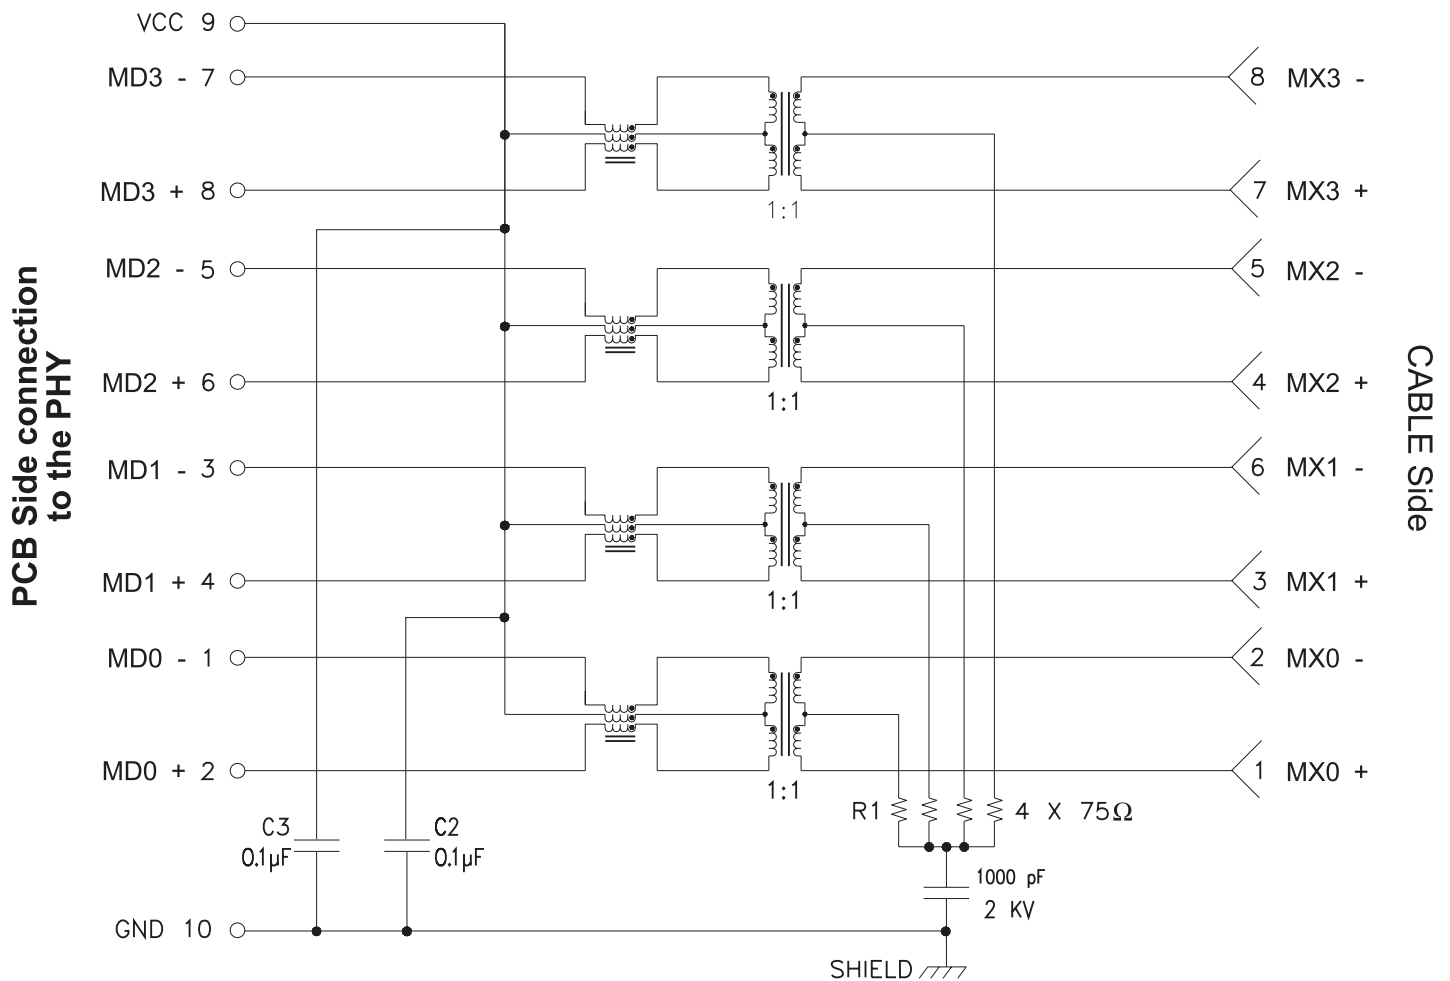 VCC 9
MD3 - 7
8 MX3 -
MD3 + 8
7 MX3 +
1:1
MD2 - 5
5 MX2 -
MD2 + 6
4 MX2 +
1:1
PCB Side connection
to the PHY
CABLE Side
MD1 - 3
6 MX1 -
MD1 + 4
3 MX1 +
1:1
MD0 - 1
2 MX0 -
MD0 + 2
1 MX0 +
1:1
R1
4 X 75Ω
C3
0.1µF
C2
0.1µF
1000 pF
2 KV
GND 10
SHIELD